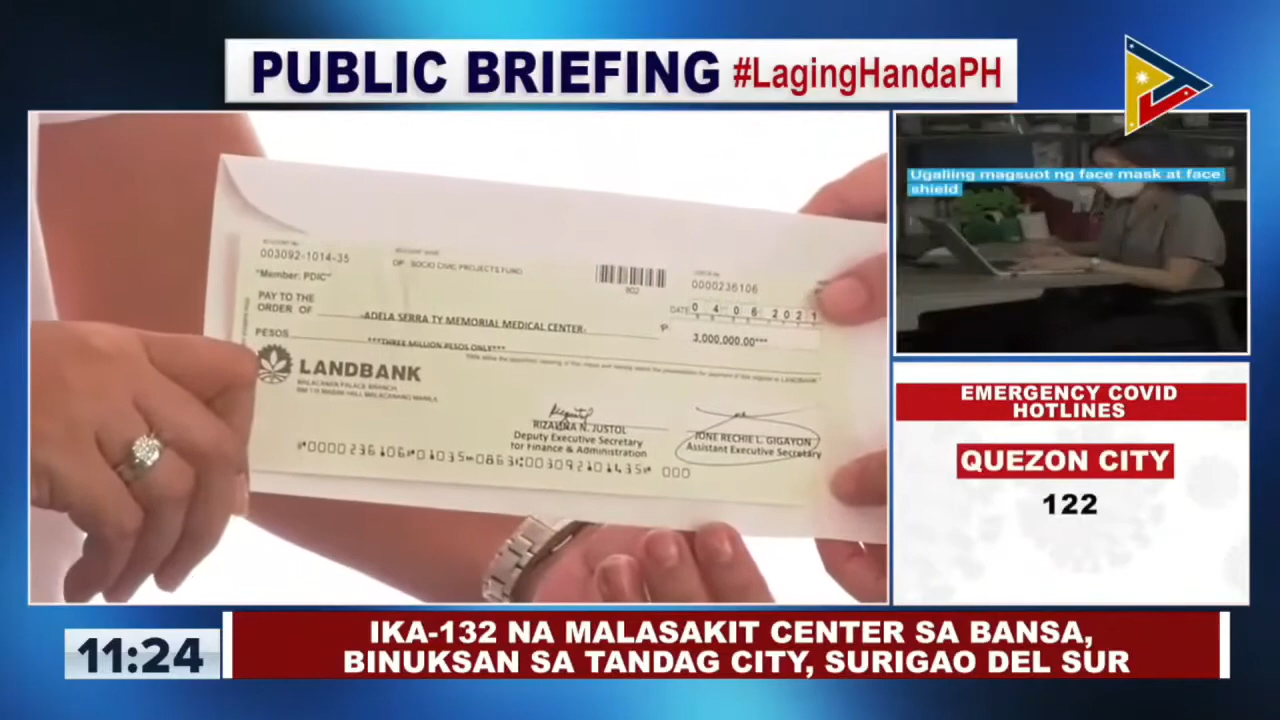 PUBLIC BRIEFING #LagingHandaPH
Ugaliing magsuot ng face mask at face
shield
003092-1014-35
OP SOCIO CIVIC PROJECTS FUND
902
0000236106
"Member: PDIC"
PAY TO THE
ORDER OF
-ADELA SERRA TY MEMORIAL MEDICAL CENTER-
DATE 0 4 0 6 2 0 2 1
P
3,000,000.00***
PESOS
***THREE MILLION PESOS ONLY***
LANDBANK
MALACAÑAN PALACE BRANCH
RIZALINA N. JUSTOL
Deputy Executive Secretary
for Finance & Administration
JONE RECHIE L. GIGAYON
Assistant Executive Secretary
EMERGENCY COVID
HOTLINES
QUEZON CITY
122
11:24
IKA-132 NA MALASAKIT CENTER SA BANSA,
BINUKSAN SA TANDAG CITY, SURIGAO DEL SUR